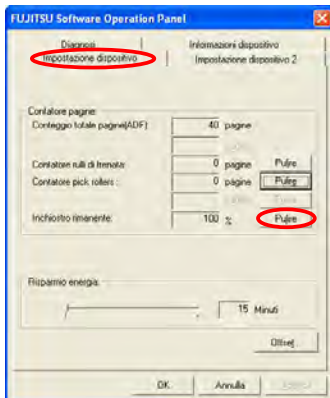 FUJITSU Software Operation Panel
Diagnosi
Informazioni dispositivo
Impostazione dispositivo
Impostazione dispositivo 2
Contatore pagine:
Conteggio totale pagine(ADF):
40 pagine
Contatore rulli di frenata:
0 pagine
Pulire
Contatore pick rollers :
0 pagine
Pulire
Inchiostro rimanente:
100 %
Pulire
Risparmio energia:
15 Minuti
Offset
OK
Annulla